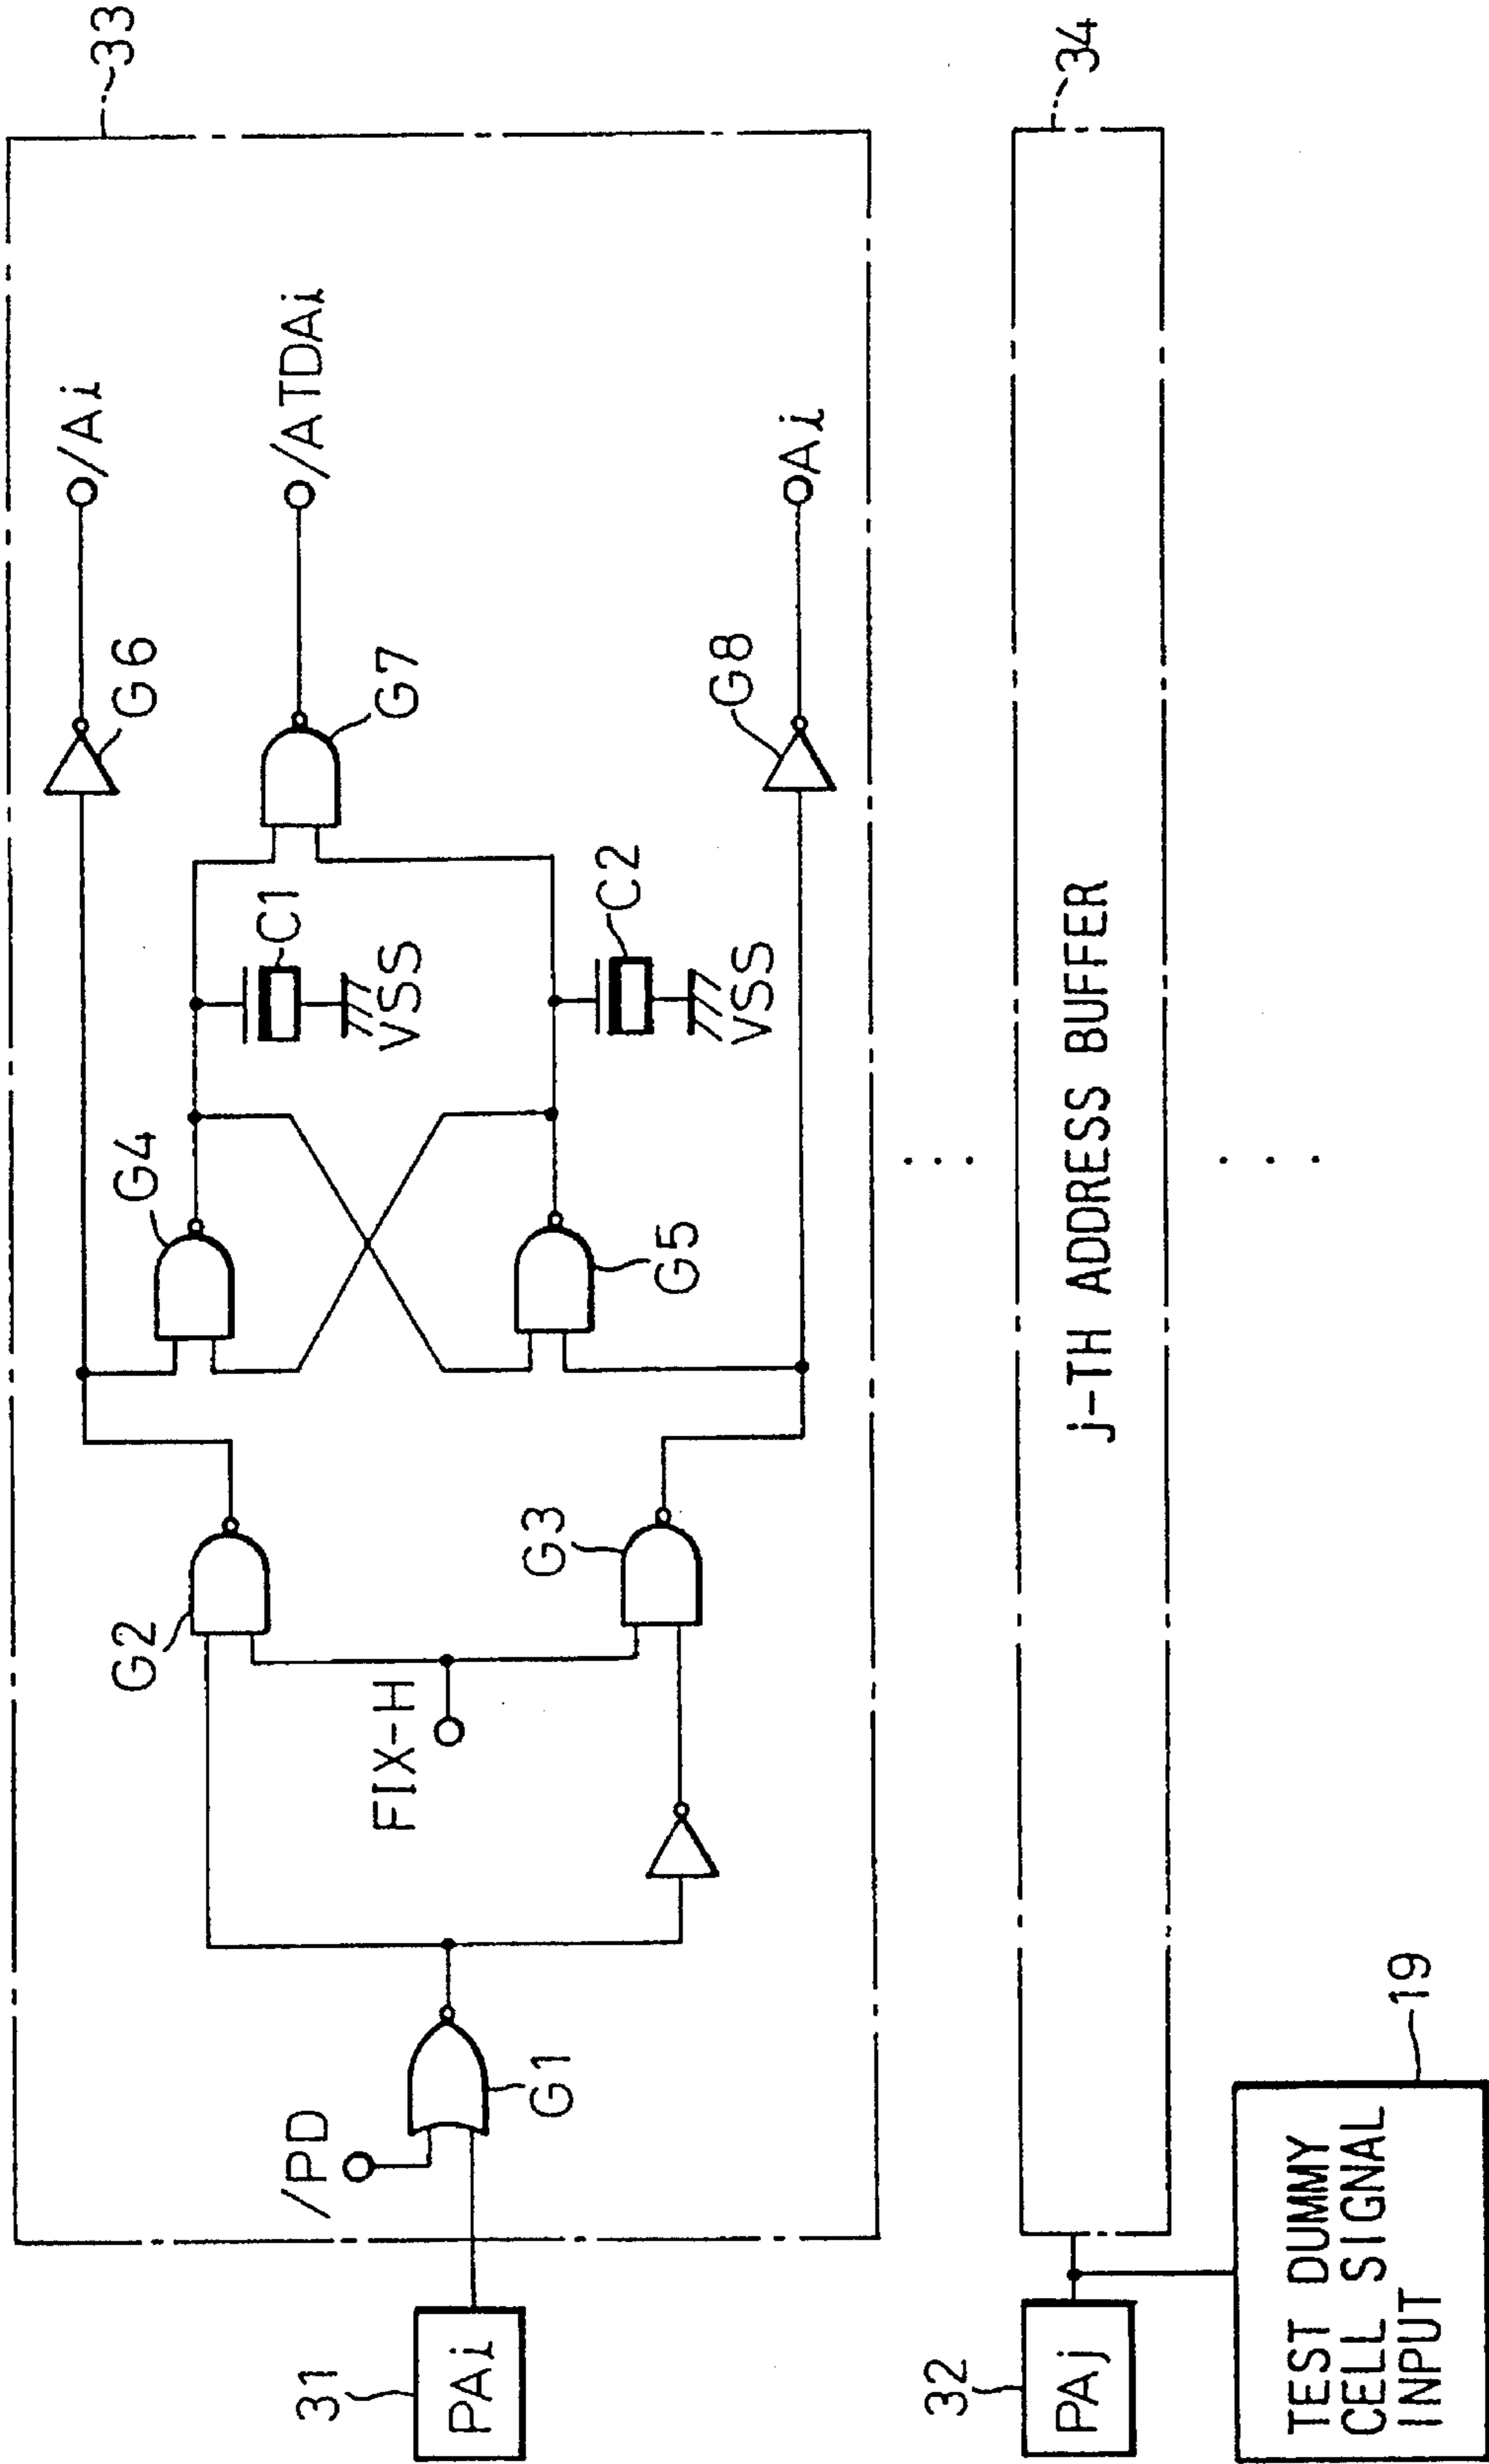 33
/Ai
G6
/ATDAi
G7
C1
VSS
G4
C2
VSS
G8
Ai
G5
G2
G3
FIX-H
/PD
G1
31
PAi
34
j-TH ADDRESS BUFFER
32
PAj
19
TEST DUMMY
CELL SIGNAL
INPUT